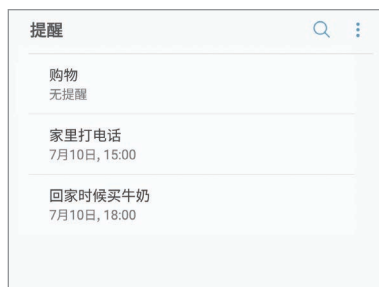 提醒
购物
无提醒
家里打电话
7月10日, 15:00
回家时候买牛奶
7月10日, 18:00